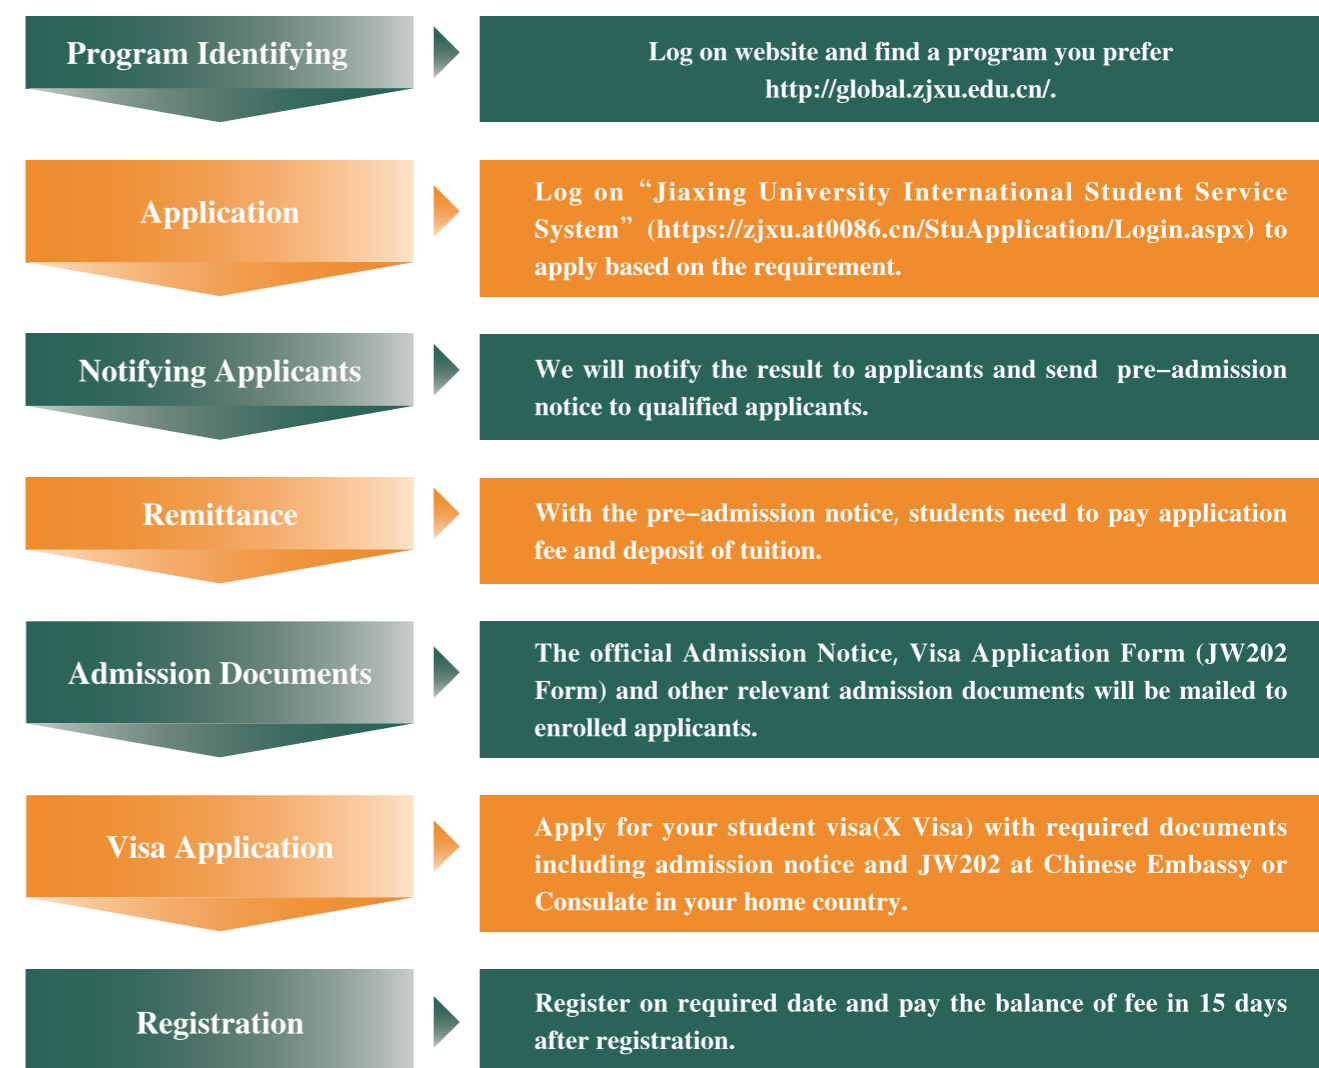 Program Identifying
Log on website and find a program you prefer
http://global.zjxu.edu.cn/.
Application
Log on “Jiaxing University International Student Service
System” (https://zjxu.at0086.cn/StuApplication/Login.aspx) to
apply based on the requirement.
Notifying Applicants
We will notify the result to applicants and send pre–admission
notice to qualified applicants.
Remittance
With the pre–admission notice, students need to pay application
fee and deposit of tuition.
Admission Documents
The official Admission Notice, Visa Application Form (JW202
Form) and other relevant admission documents will be mailed to
enrolled applicants.
Visa Application
Apply for your student visa(X Visa) with required documents
including admission notice and JW202 at Chinese Embassy or
Consulate in your home country.
Registration
Register on required date and pay the balance of fee in 15 days
after registration.